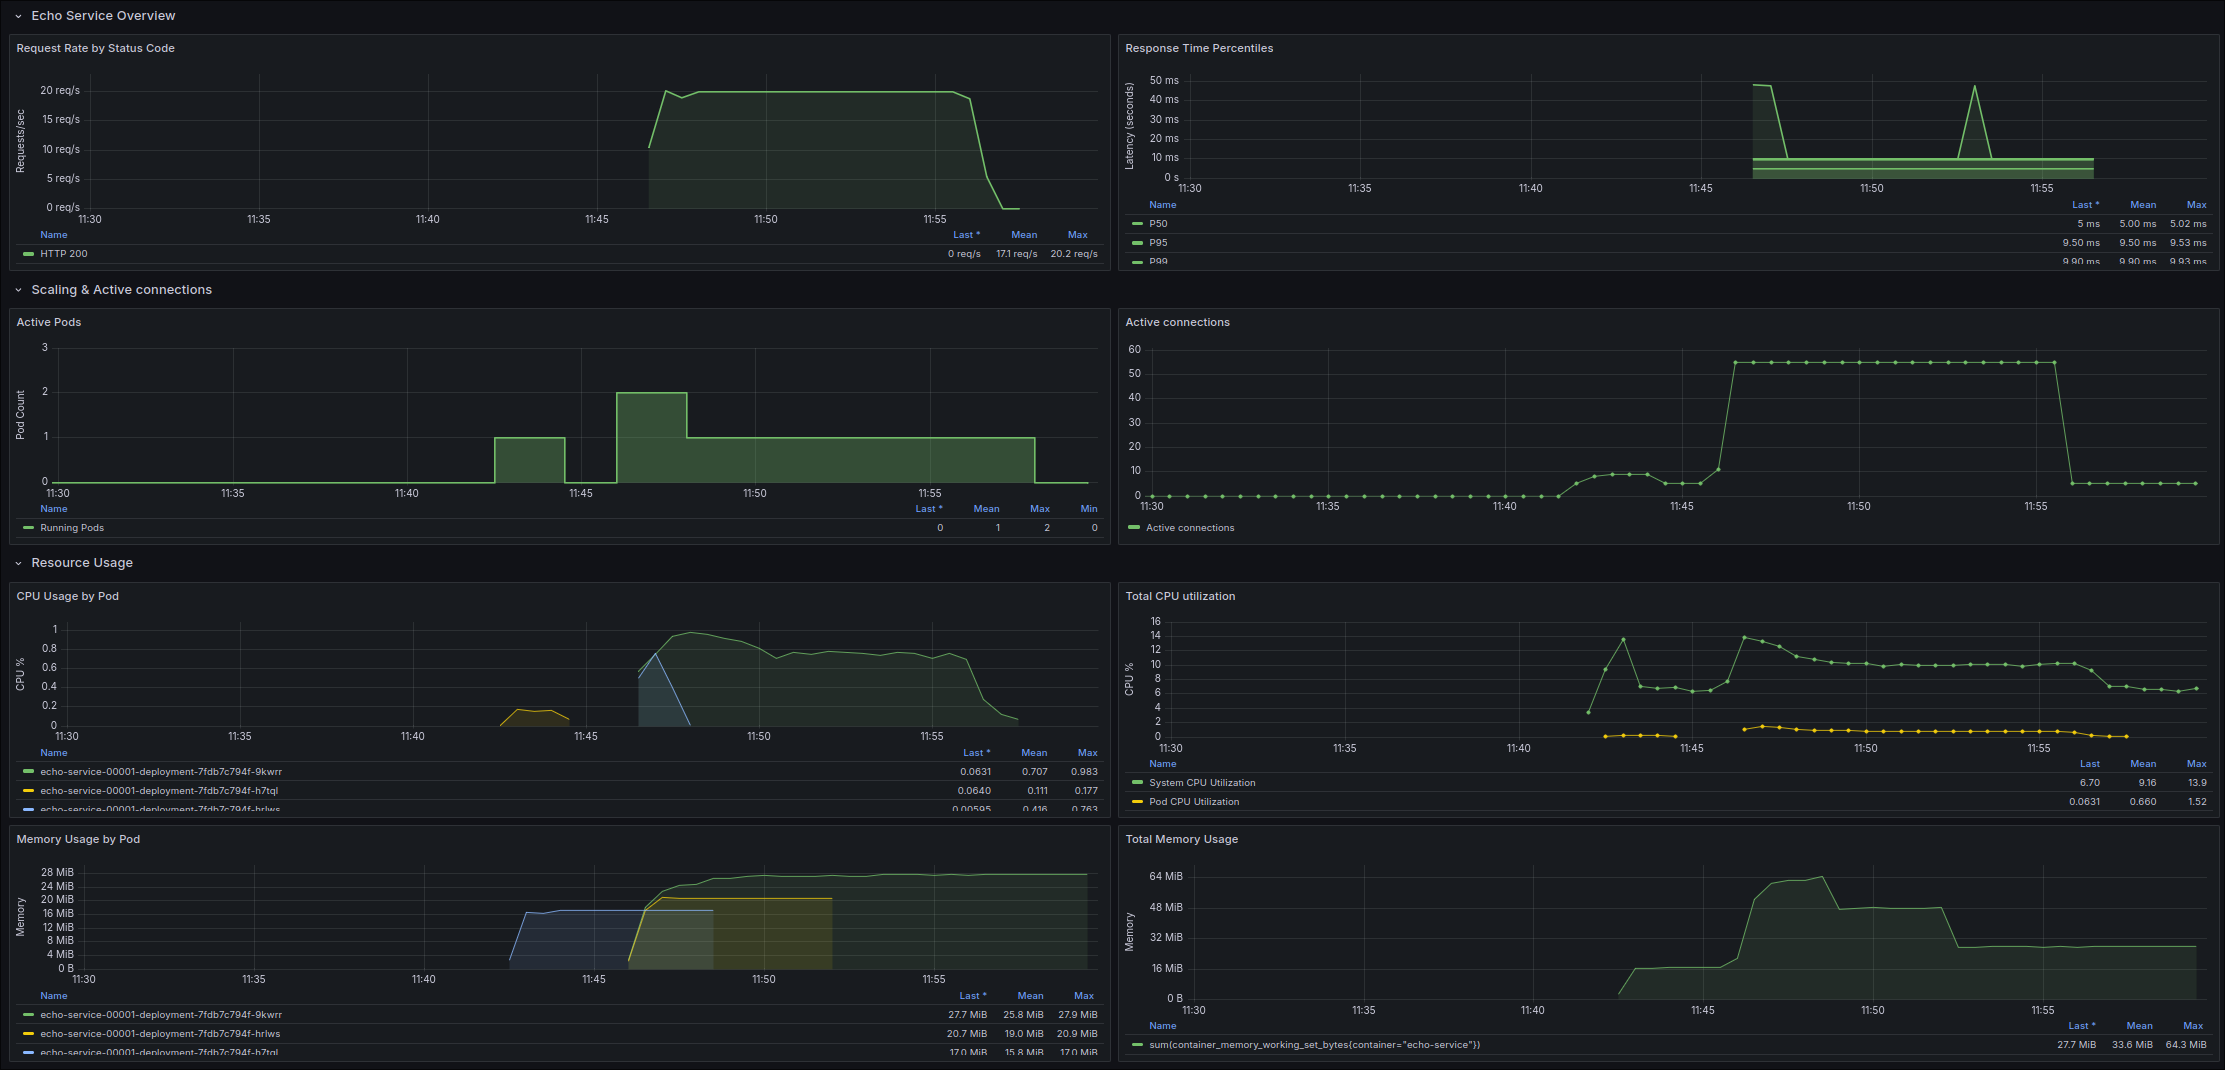 Echo Service Overview
Request Rate by Status Code
Requests/sec
20 req/s
15 req/s
10 req/s
5 req/s
0 req/s
11:30 11:35 11:40 11:45 11:50 11:55
Name Last * Mean Max
HTTP 200 0 req/s 17.1 req/s 20.2 req/s
Response Time Percentiles
Latency (seconds)
50 ms
40 ms
30 ms
20 ms
10 ms
0 s
11:30 11:35 11:40 11:45 11:50 11:55
Name Last * Mean Max
P50 5 ms 5.00 ms 5.02 ms
P95 9.50 ms 9.50 ms 9.53 ms
P99 9.90 ms 9.90 ms 9.93 ms
Scaling & Active connections
Active Pods
Pod Count
3
2
1
0
11:30 11:35 11:40 11:45 11:50 11:55
Name Last * Mean Max Min
Running Pods 0 1 2 0
Active connections
60
50
40
30
20
10
0
11:30 11:35 11:40 11:45 11:50 11:55
Active connections
Resource Usage
CPU Usage by Pod
CPU %
1
0.8
0.6
0.4
0.2
0
11:30 11:35 11:40 11:45 11:50 11:55
Name Last * Mean Max
echo-service-00001-deployment-7fdb7c794f-9kwrr 0.0631 0.707 0.983
echo-service-00001-deployment-7fdb7c794f-h7tql 0.0640 0.111 0.177
echo-service-00001-deployment-7fdb7c794f-hrlws 0.00595 0.416 0.763
Total CPU utilization
CPU %
16
14
12
10
8
6
4
2
0
11:30 11:35 11:40 11:45 11:50 11:55
Name Last Mean Max
System CPU Utilization 6.70 9.16 13.9
Pod CPU Utilization 0.0631 0.660 1.52
Memory Usage by Pod
Memory
28 MiB
24 MiB
20 MiB
16 MiB
12 MiB
8 MiB
4 MiB
0 B
11:30 11:35 11:40 11:45 11:50 11:55
Name Last * Mean Max
echo-service-00001-deployment-7fdb7c794f-9kwrr 27.7 MiB 25.8 MiB 27.9 MiB
echo-service-00001-deployment-7fdb7c794f-hrlws 20.7 MiB 19.0 MiB 20.9 MiB
echo-service-00001-deployment-7fdb7c794f-h7tql 17.0 MiB 15.8 MiB 17.0 MiB
Total Memory Usage
Memory
64 MiB
48 MiB
32 MiB
16 MiB
0 B
11:30 11:35 11:40 11:45 11:50 11:55
Name Last * Mean Max
sum(container_memory_working_set_bytes{container="echo-service"}) 27.7 MiB 33.6 MiB 64.3 MiB